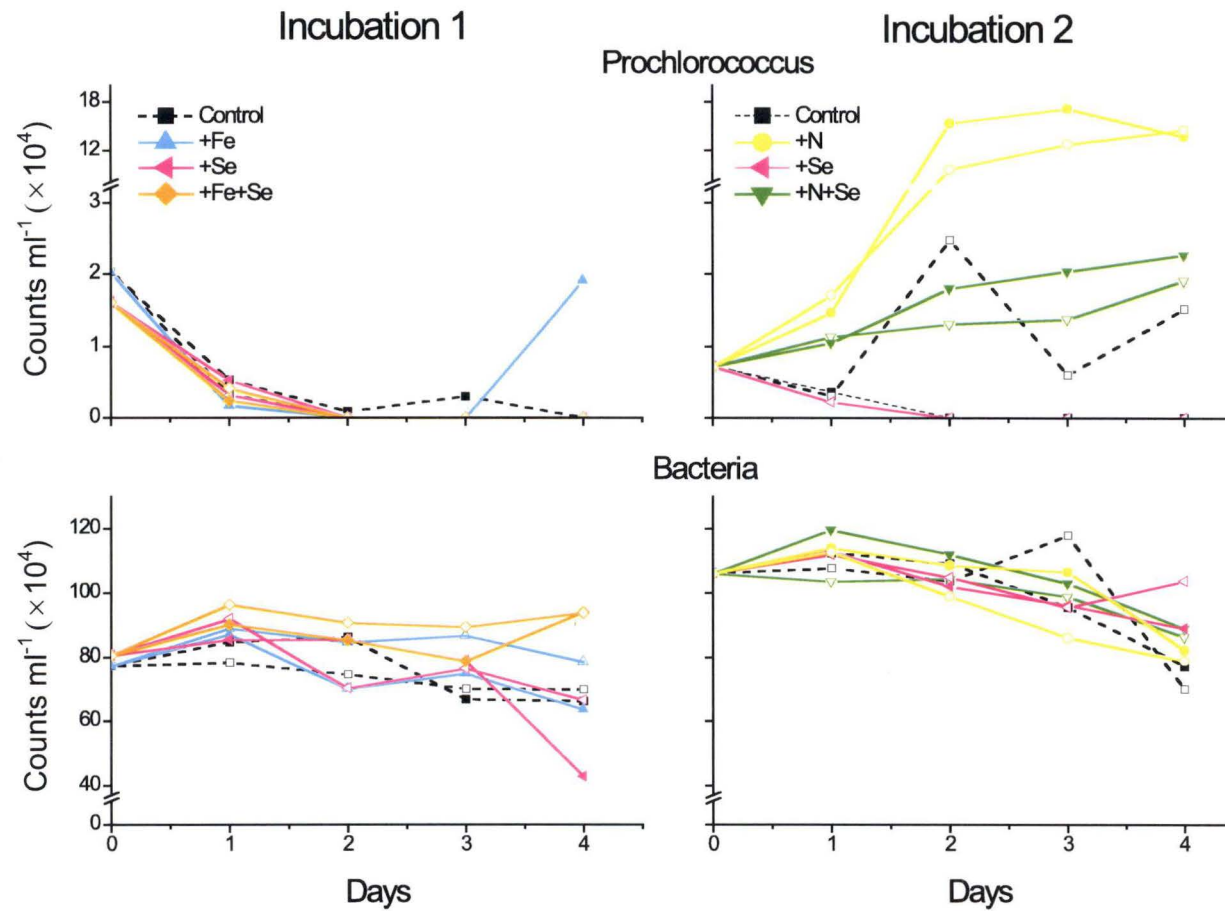 Incubation 1
Incubation 2
Prochlorococcus
Control
+Fe
+Se
+Fe+Se
Control
+N
+Se
+N+Se
18
12
3
2
1
0
Counts ml⁻¹ (×10⁴)
Bacteria
120
100
80
60
40
0
Counts ml⁻¹ (×10⁴)
0 1 2 3 4
0 1 2 3 4
Days
Days